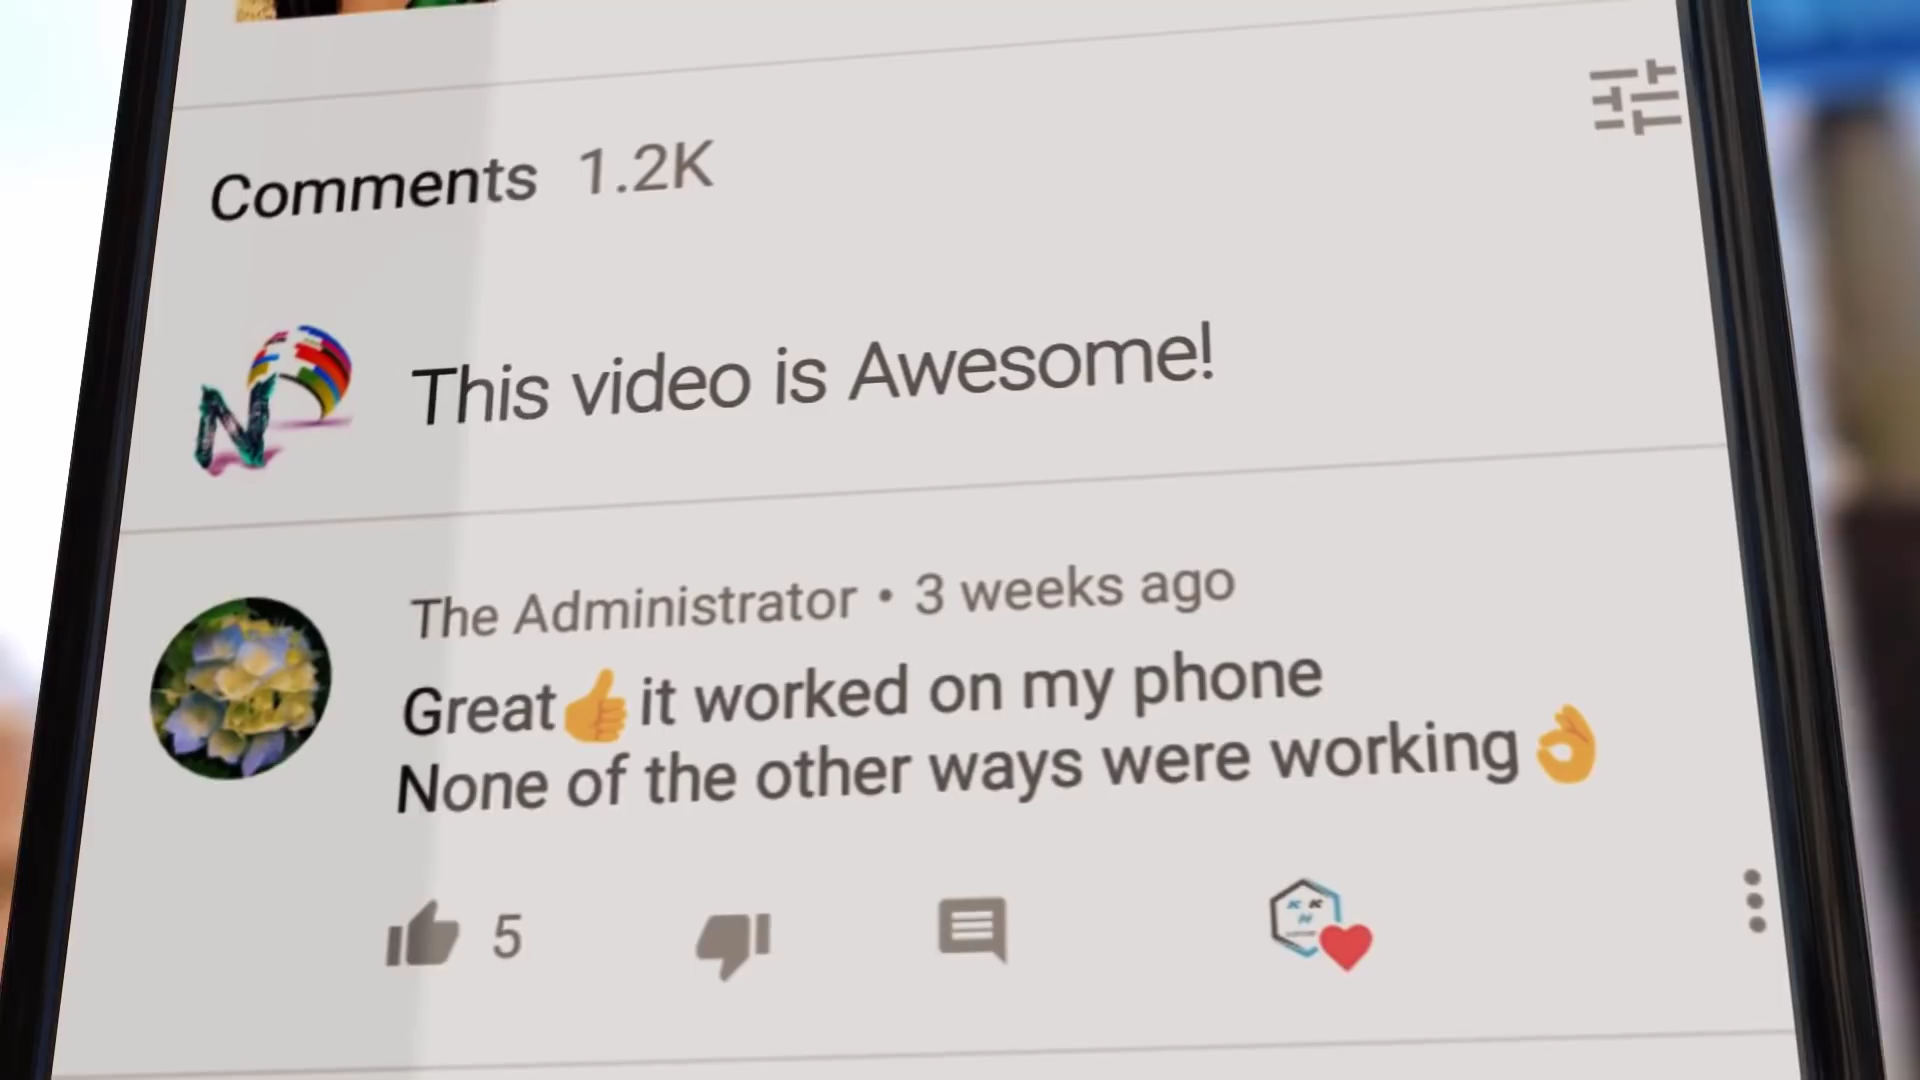 Comments 1.2K
This video is Awesome!
The Administrator • 3 weeks ago
Great👍it worked on my phone
None of the other ways were working👌
5